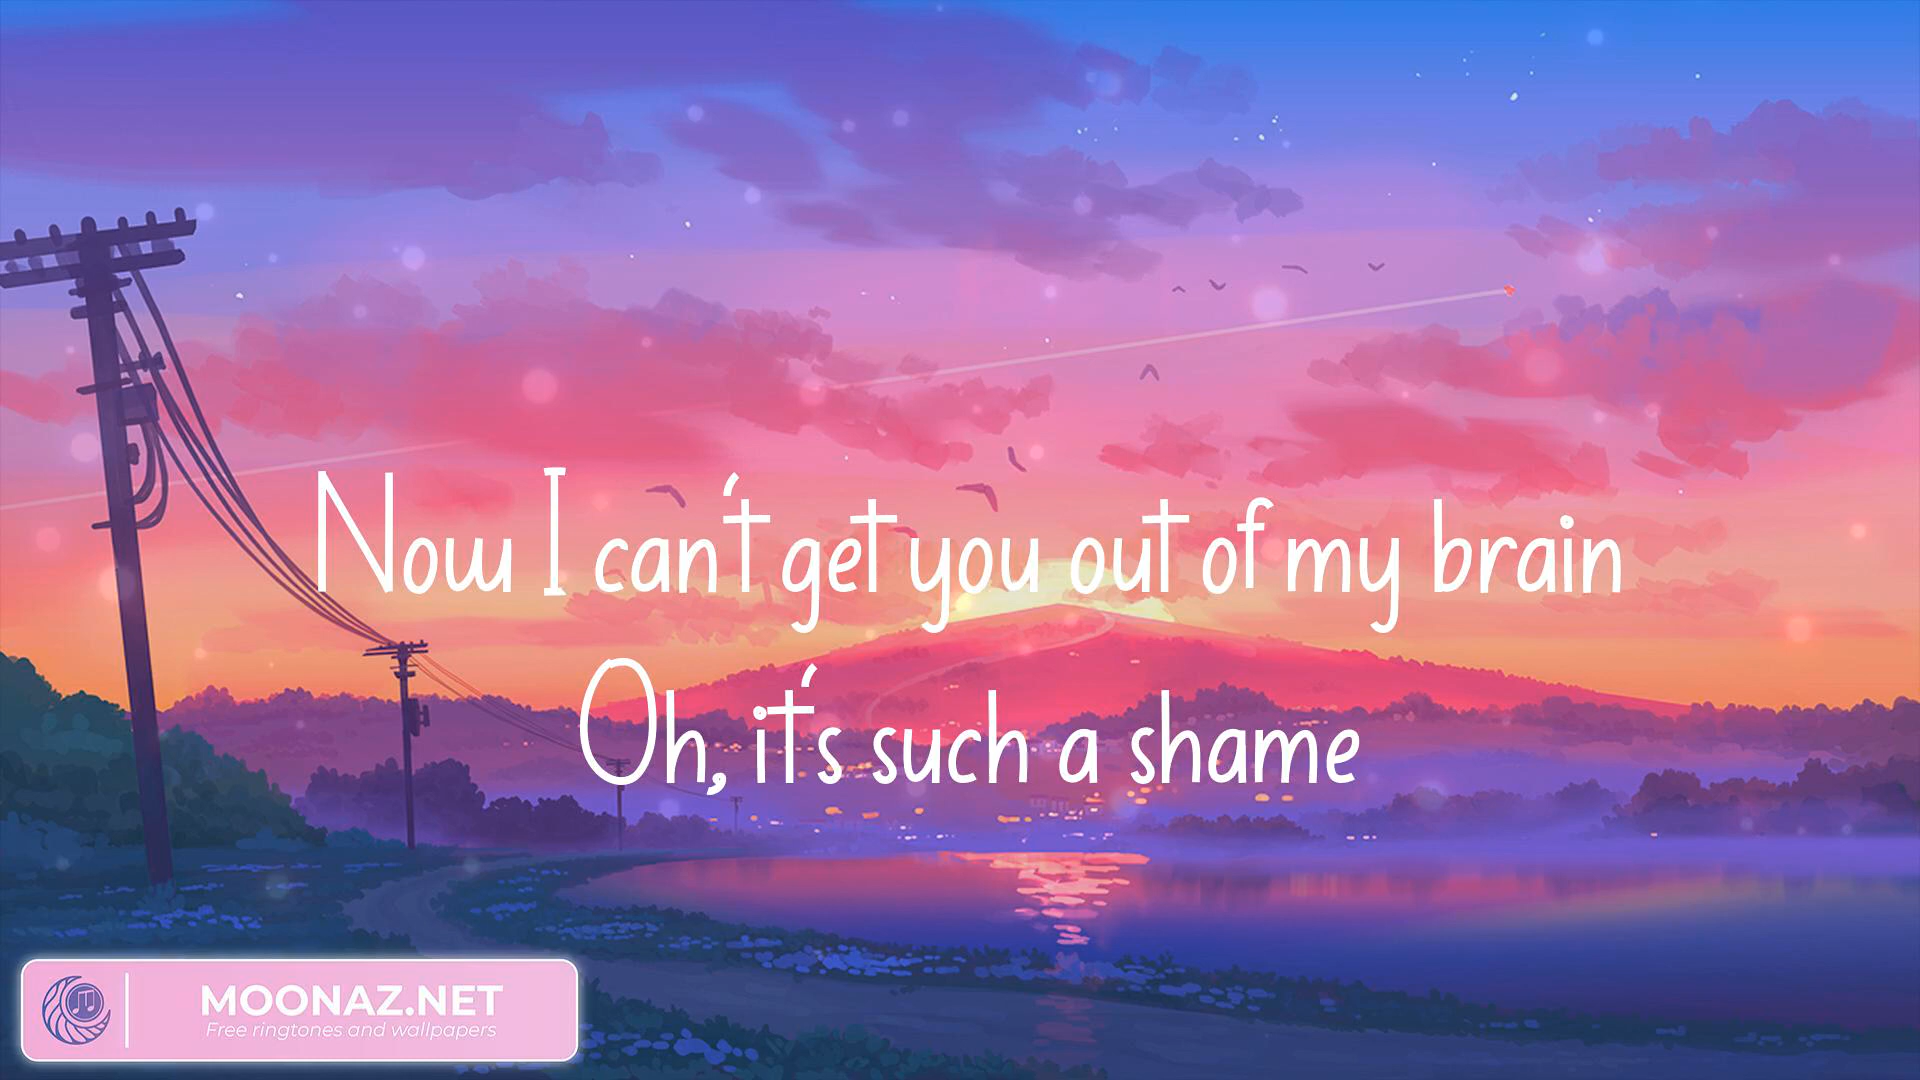 Now I can't get you out of my brain
Oh, it's such a shame
MOONAZ.NET
Free ringtones and wallpapers